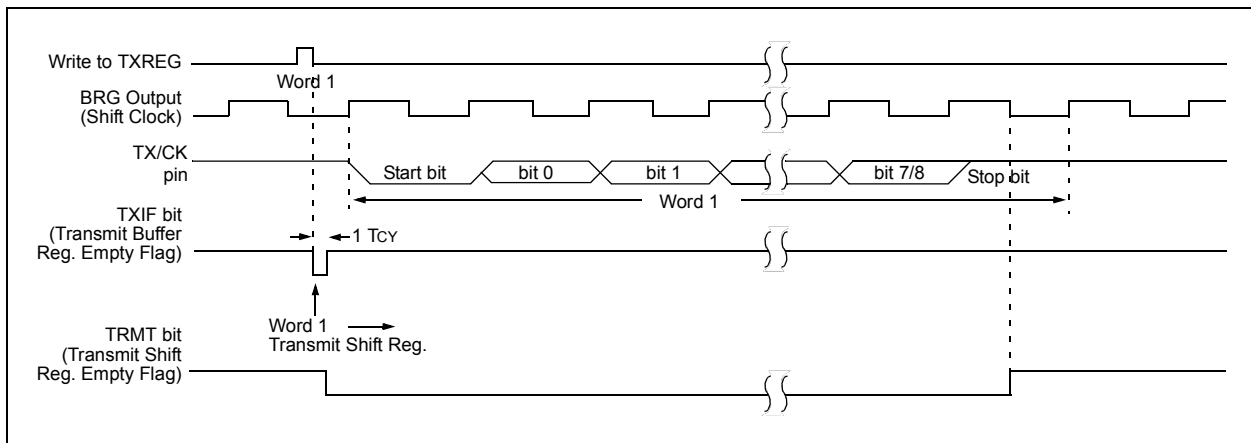 Write to TXREG
Word 1
BRG Output
(Shift Clock)
TX/CK
pin
Start bit
bit 0
bit 1
bit 7/8
Stop bit
Word 1
TXIF bit
(Transmit Buffer
Reg. Empty Flag)
1 TCY
Word 1
Transmit Shift Reg.
TRMT bit
(Transmit Shift
Reg. Empty Flag)